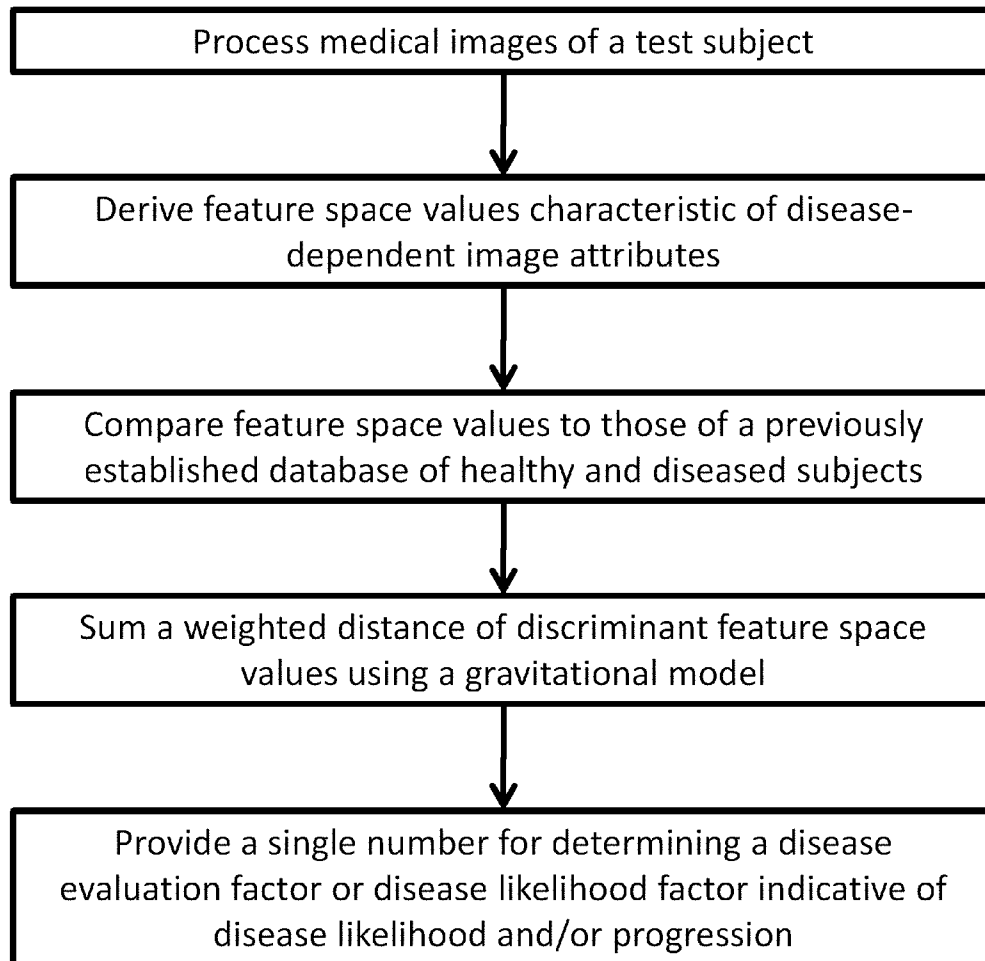 Process medical images of a test subject
Derive feature space values characteristic of disease-
dependent image attributes
Compare feature space values to those of a previously
established database of healthy and diseased subjects
Sum a weighted distance of discriminant feature space
values using a gravitational model
Provide a single number for determining a disease
evaluation factor or disease likelihood factor indicative of
disease likelihood and/or progression